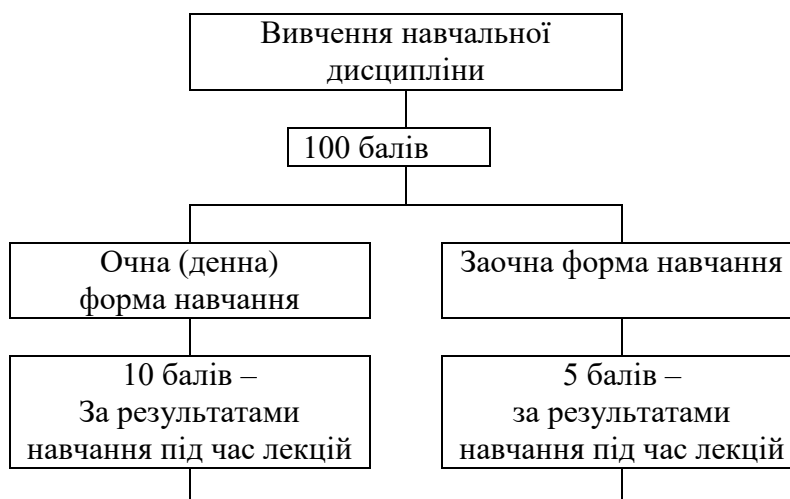 Вивчення навчальної
дисципліни
100 балів
Очна (денна)
форма навчання
Заочна форма навчання
10 балів –
За результатами
навчання під час лекцій
5 балів –
за результатами
навчання під час лекцій